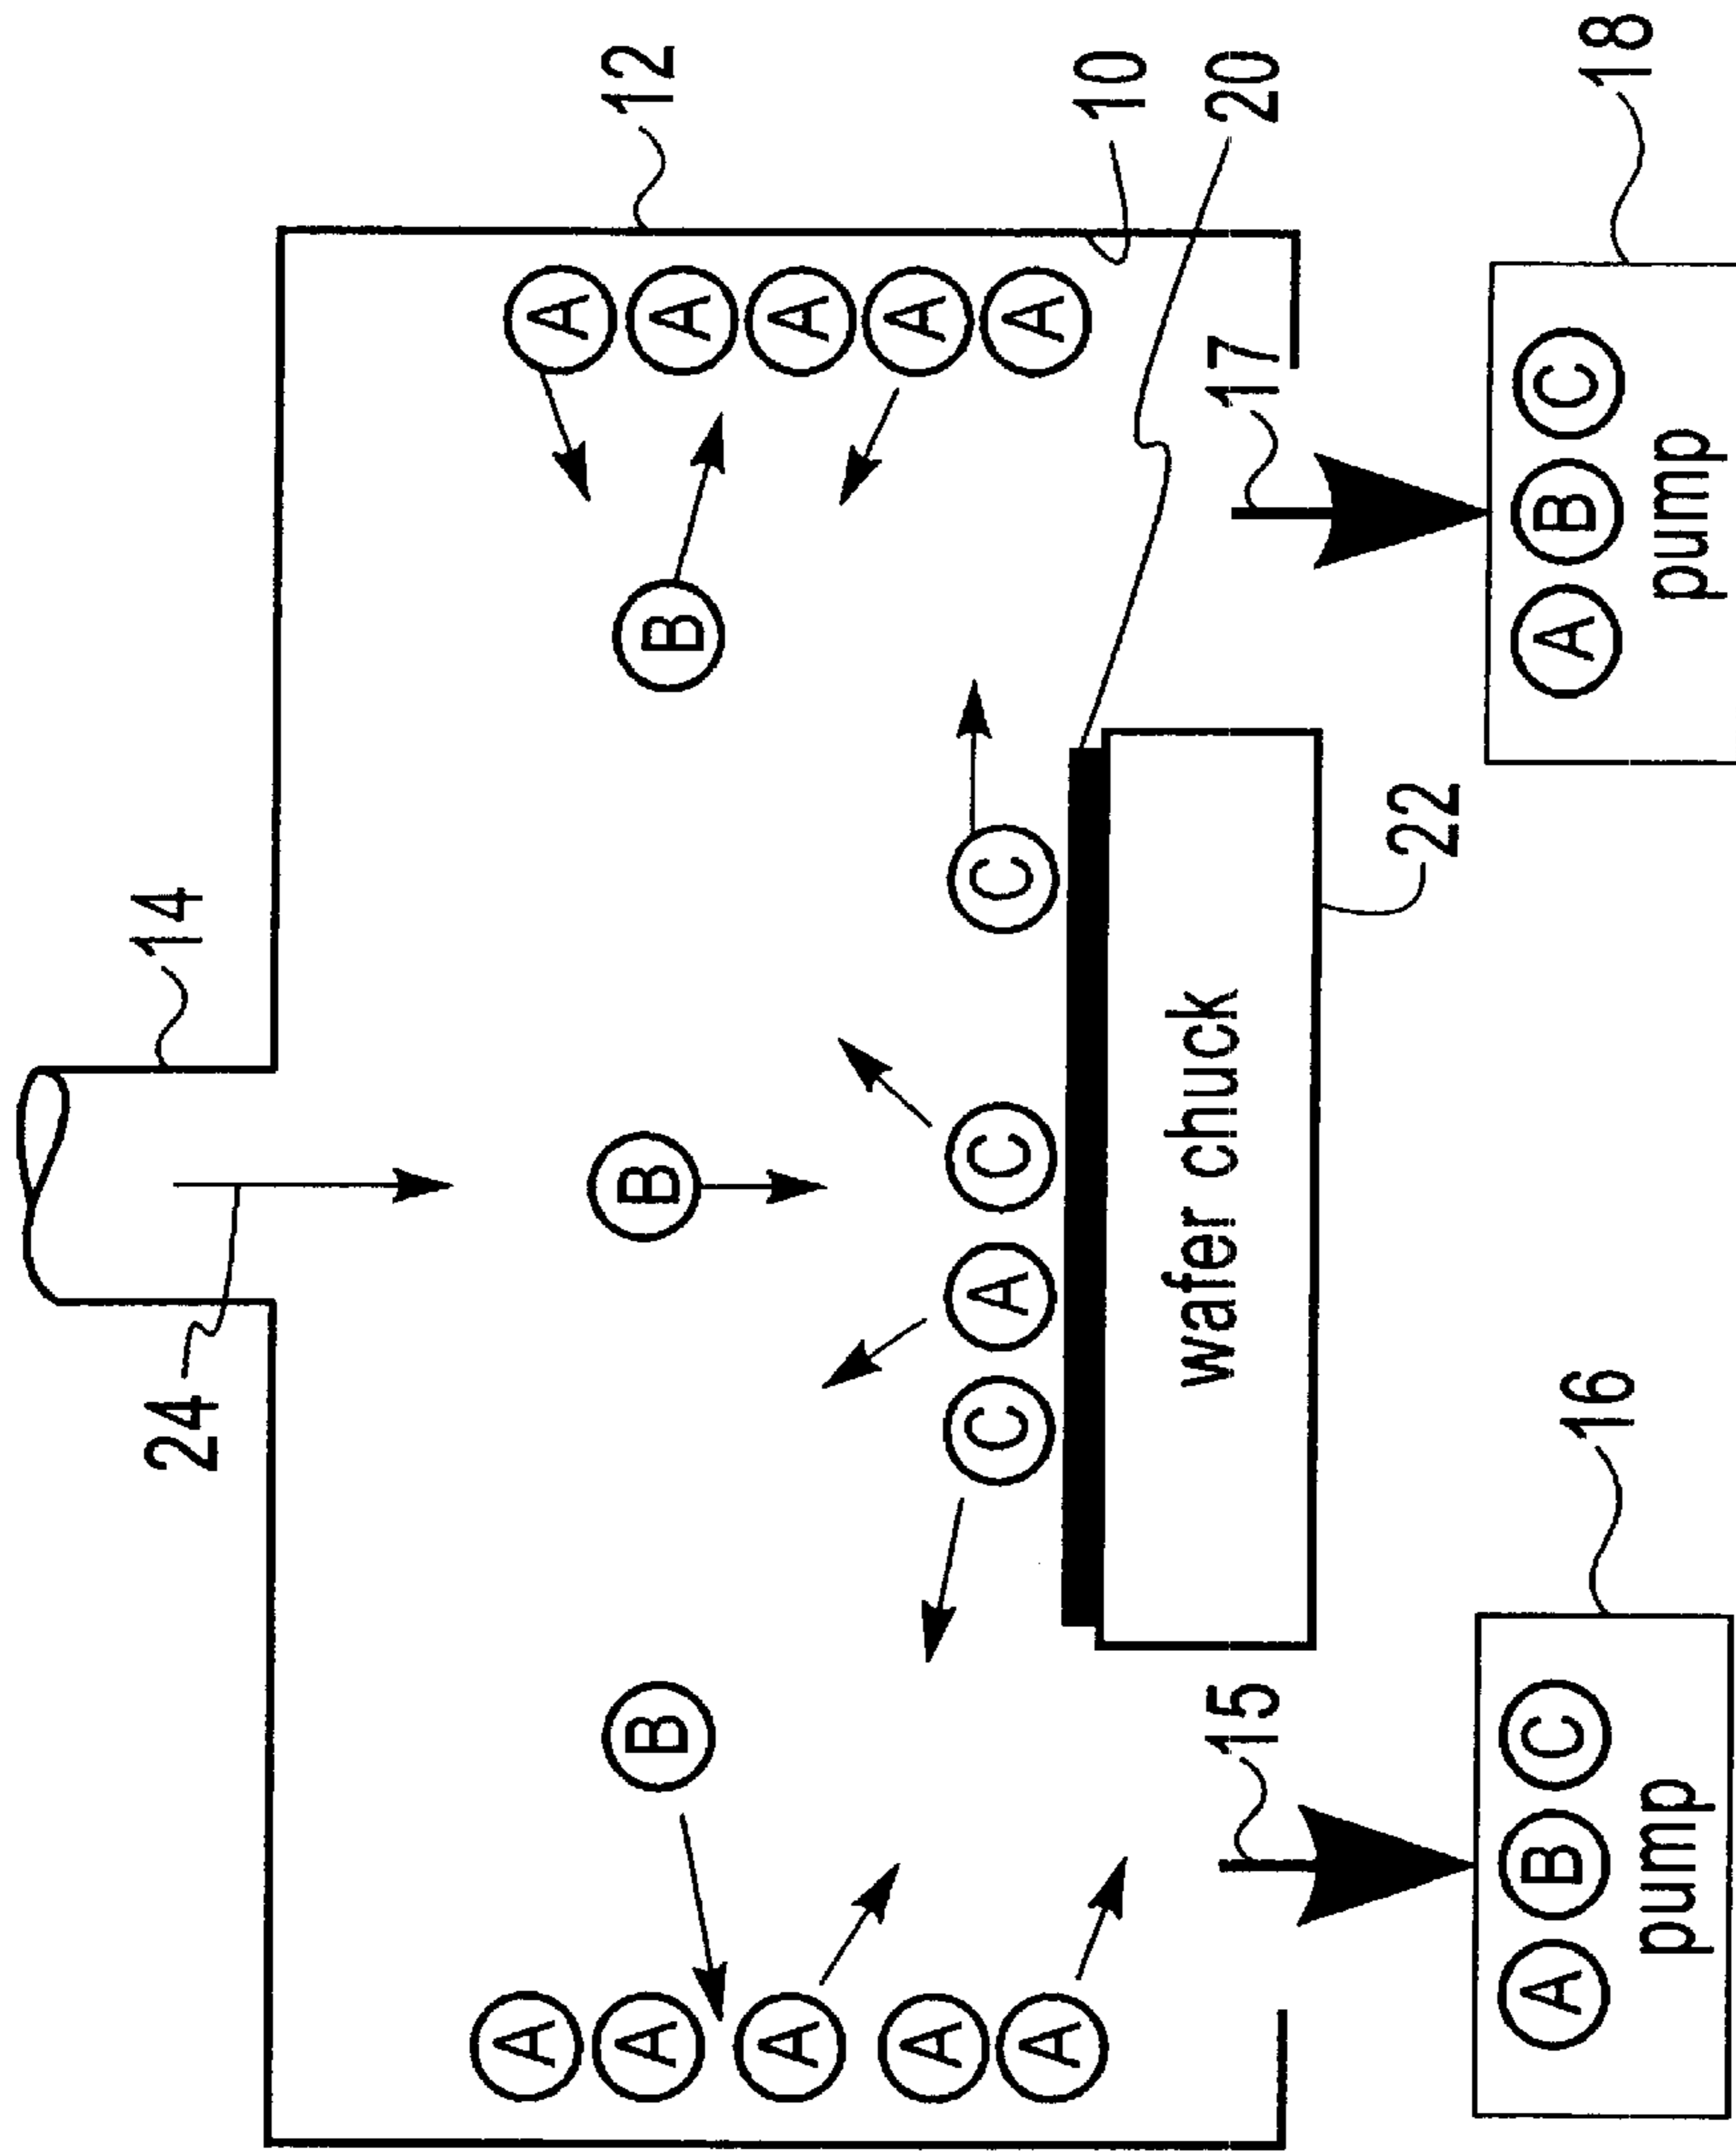 14
24
A A
A B B B A 12
A A
A C A C C A
A A 10
15 wafer chuck 17 20
22
A B C 16 A B C 18
pump pump